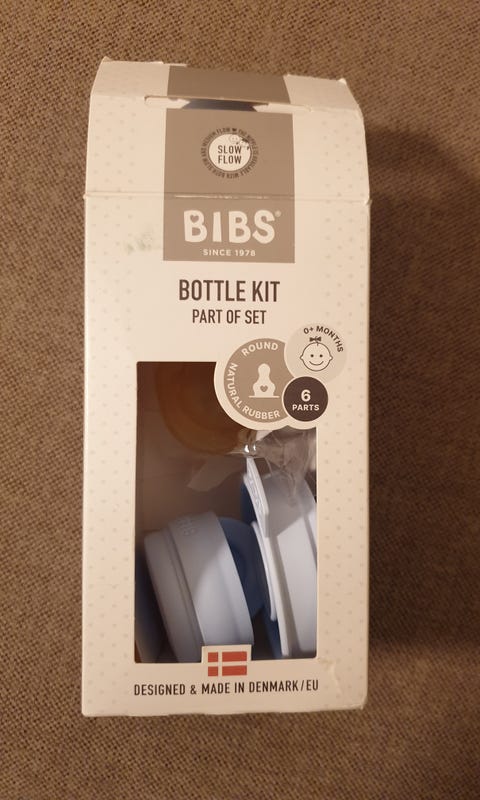 SLOW
FLOW
BIBS®
SINCE 1978
BOTTLE KIT
PART OF SET
0+ MONTHS
ROUND
NATURAL RUBBER
6
PARTS
DESIGNED & MADE IN DENMARK/EU